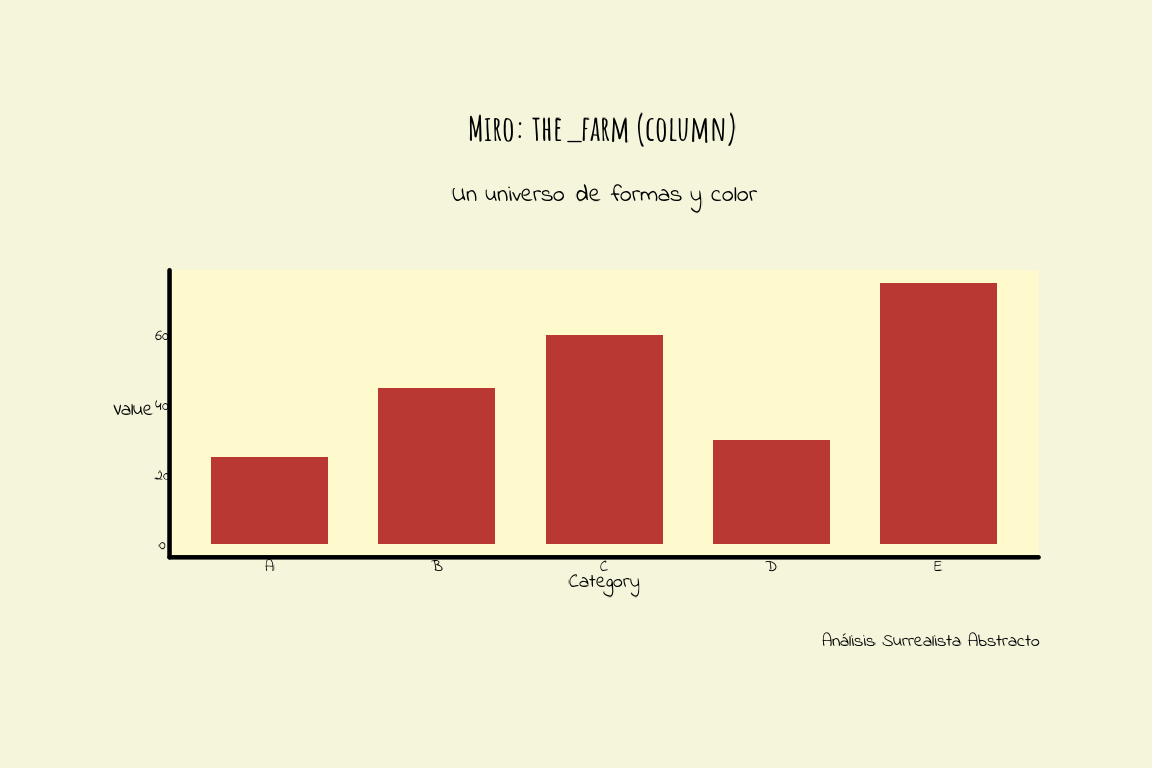 Miro: the_farm (column)
Un universo de formas y color
60
40
20
0
Value
A B C D E
Category
Análisis Surrealista Abstracto